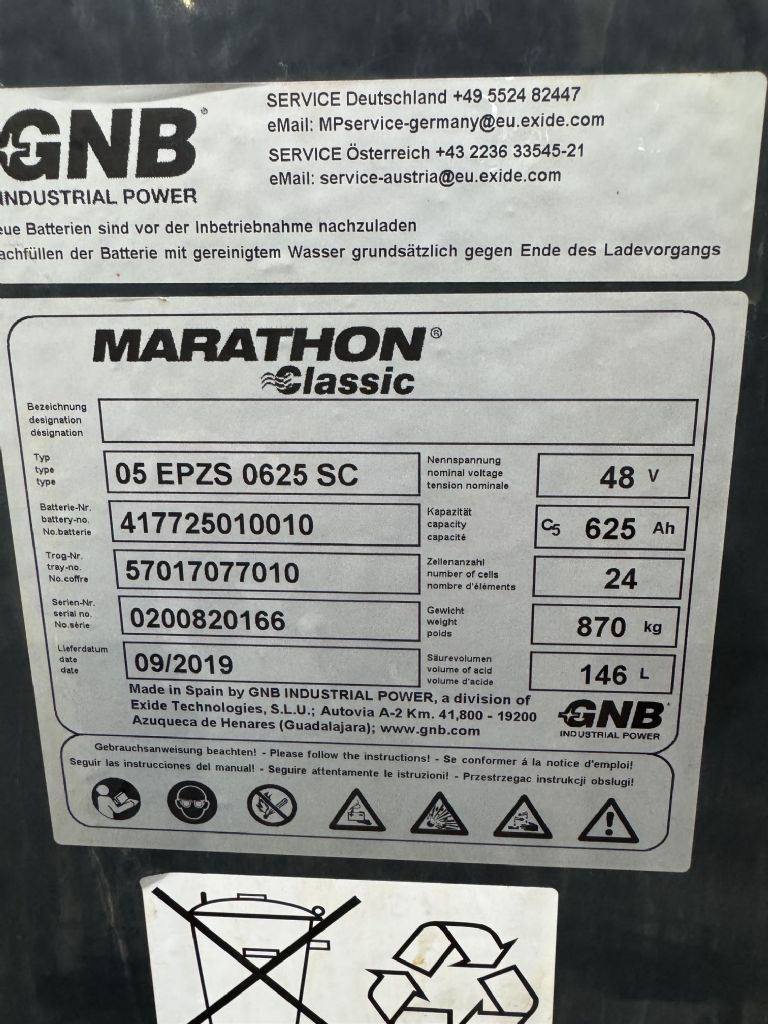 GNB
INDUSTRIAL POWER
SERVICE Deutschland +49 5524 82447
eMail: MPservice-germany@eu.exide.com
SERVICE Österreich +43 2236 33545-21
eMail: service-austria@eu.exide.com
eue Batterien sind vor der Inbetriebnahme nachzuladen
achfüllen der Batterie mit gereinigtem Wasser grundsätzlich gegen Ende des Ladevorgangs
MARATHON®
Classic
Bezeichnung
designation
désignation
Typ
type
type
05 EPZS 0625 SC
Nennspannung
nominal voltage
tension nominale
48 V
Batterie-Nr.
battery-no.
No.batterie
417725010010
Kapazität
capacity
capacité
C5 625 Ah
Trog-Nr.
tray-no.
No.coffre
57017077010
Zellenanzahl
number of cells
nombre d'éléments
24
Serien-Nr.
serial no.
No.série
0200820166
Gewicht
weight
poids
870 kg
Lieferdatum
date
date
09/2019
Säurevolumen
volume of acid
volume d'acide
146 L
Made in Spain by GNB INDUSTRIAL POWER, a division of
Exide Technologies, S.L.U.; Autovia A-2 Km. 41,800 - 19200
Azuqueca de Henares (Guadalajara); www.gnb.com
GNB
INDUSTRIAL POWER
Gebrauchsanweisung beachten! - Please follow the instructions! - Se conformer á la notice d'emploi!
Seguir las instrucciones del manual! - Seguire attentamente le istruzioni! - Przestrzegac instrukcji obslugi!